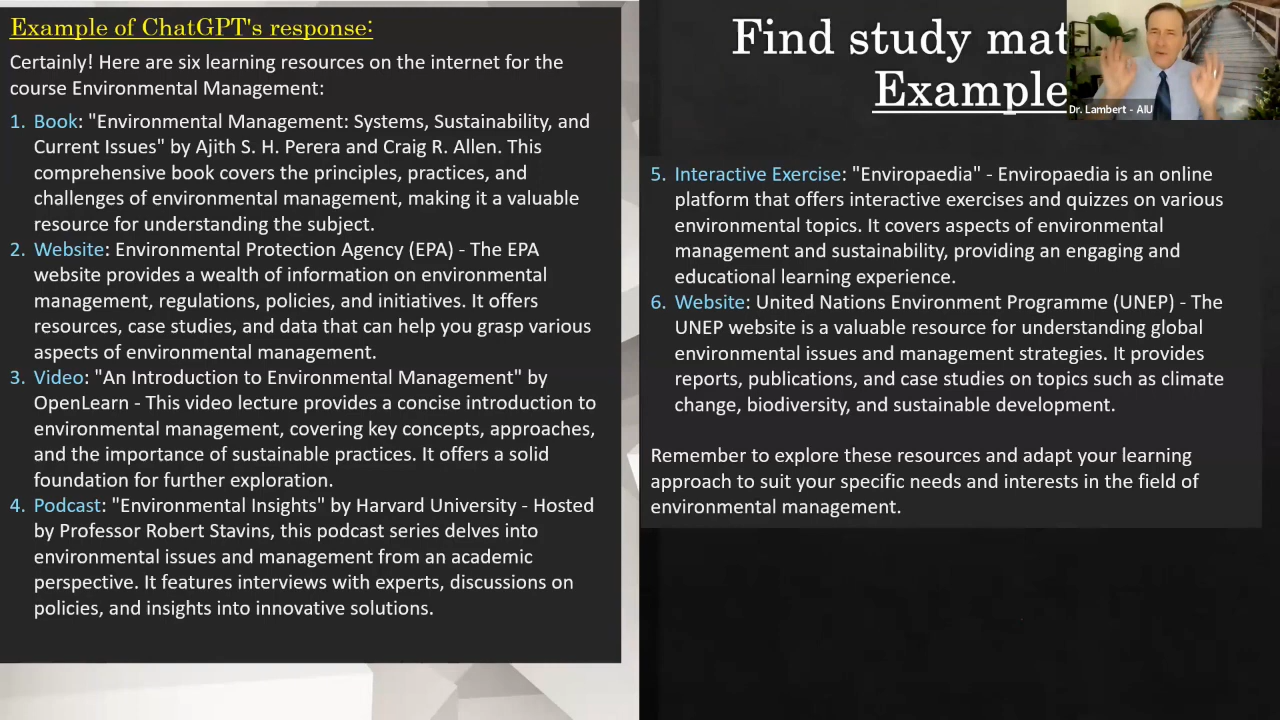 Example of ChatGPT's response:
Certainly! Here are six learning resources on the internet for the
course Environmental Management:
1. Book: "Environmental Management: Systems, Sustainability, and
Current Issues" by Ajith S. H. Perera and Craig R. Allen. This
comprehensive book covers the principles, practices, and
challenges of environmental management, making it a valuable
resource for understanding the subject.
2. Website: Environmental Protection Agency (EPA) - The EPA
website provides a wealth of information on environmental
management, regulations, policies, and initiatives. It offers
resources, case studies, and data that can help you grasp various
aspects of environmental management.
3. Video: "An Introduction to Environmental Management" by
OpenLearn - This video lecture provides a concise introduction to
environmental management, covering key concepts, approaches,
and the importance of sustainable practices. It offers a solid
foundation for further exploration.
4. Podcast: "Environmental Insights" by Harvard University - Hosted
by Professor Robert Stavins, this podcast series delves into
environmental issues and management from an academic
perspective. It features interviews with experts, discussions on
policies, and insights into innovative solutions.
Find study mat
Example
Dr. Lambert - AIU
5. Interactive Exercise: "Enviropaedia" - Enviropaedia is an online
platform that offers interactive exercises and quizzes on various
environmental topics. It covers aspects of environmental
management and sustainability, providing an engaging and
educational learning experience.
6. Website: United Nations Environment Programme (UNEP) - The
UNEP website is a valuable resource for understanding global
environmental issues and management strategies. It provides
reports, publications, and case studies on topics such as climate
change, biodiversity, and sustainable development.
Remember to explore these resources and adapt your learning
approach to suit your specific needs and interests in the field of
environmental management.